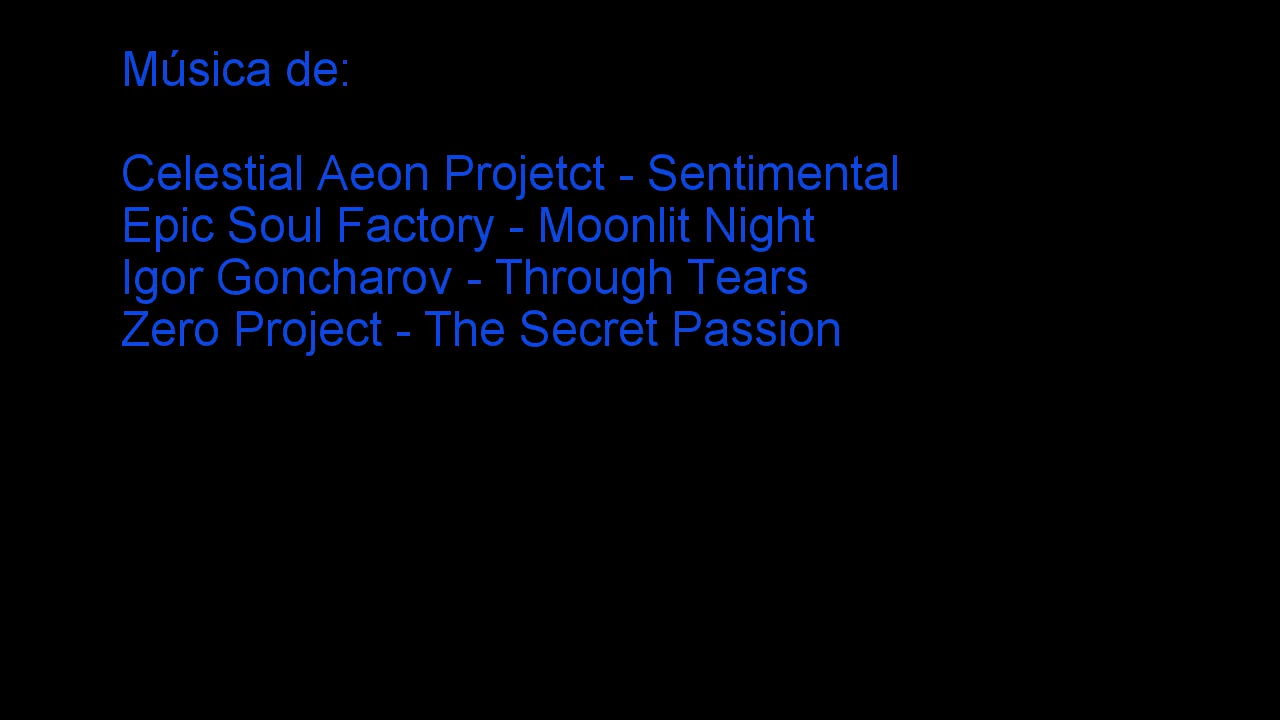 Música de:
Celestial Aeon Projetct - Sentimental
Epic Soul Factory - Moonlit Night
Igor Goncharov - Through Tears
Zero Project - The Secret Passion